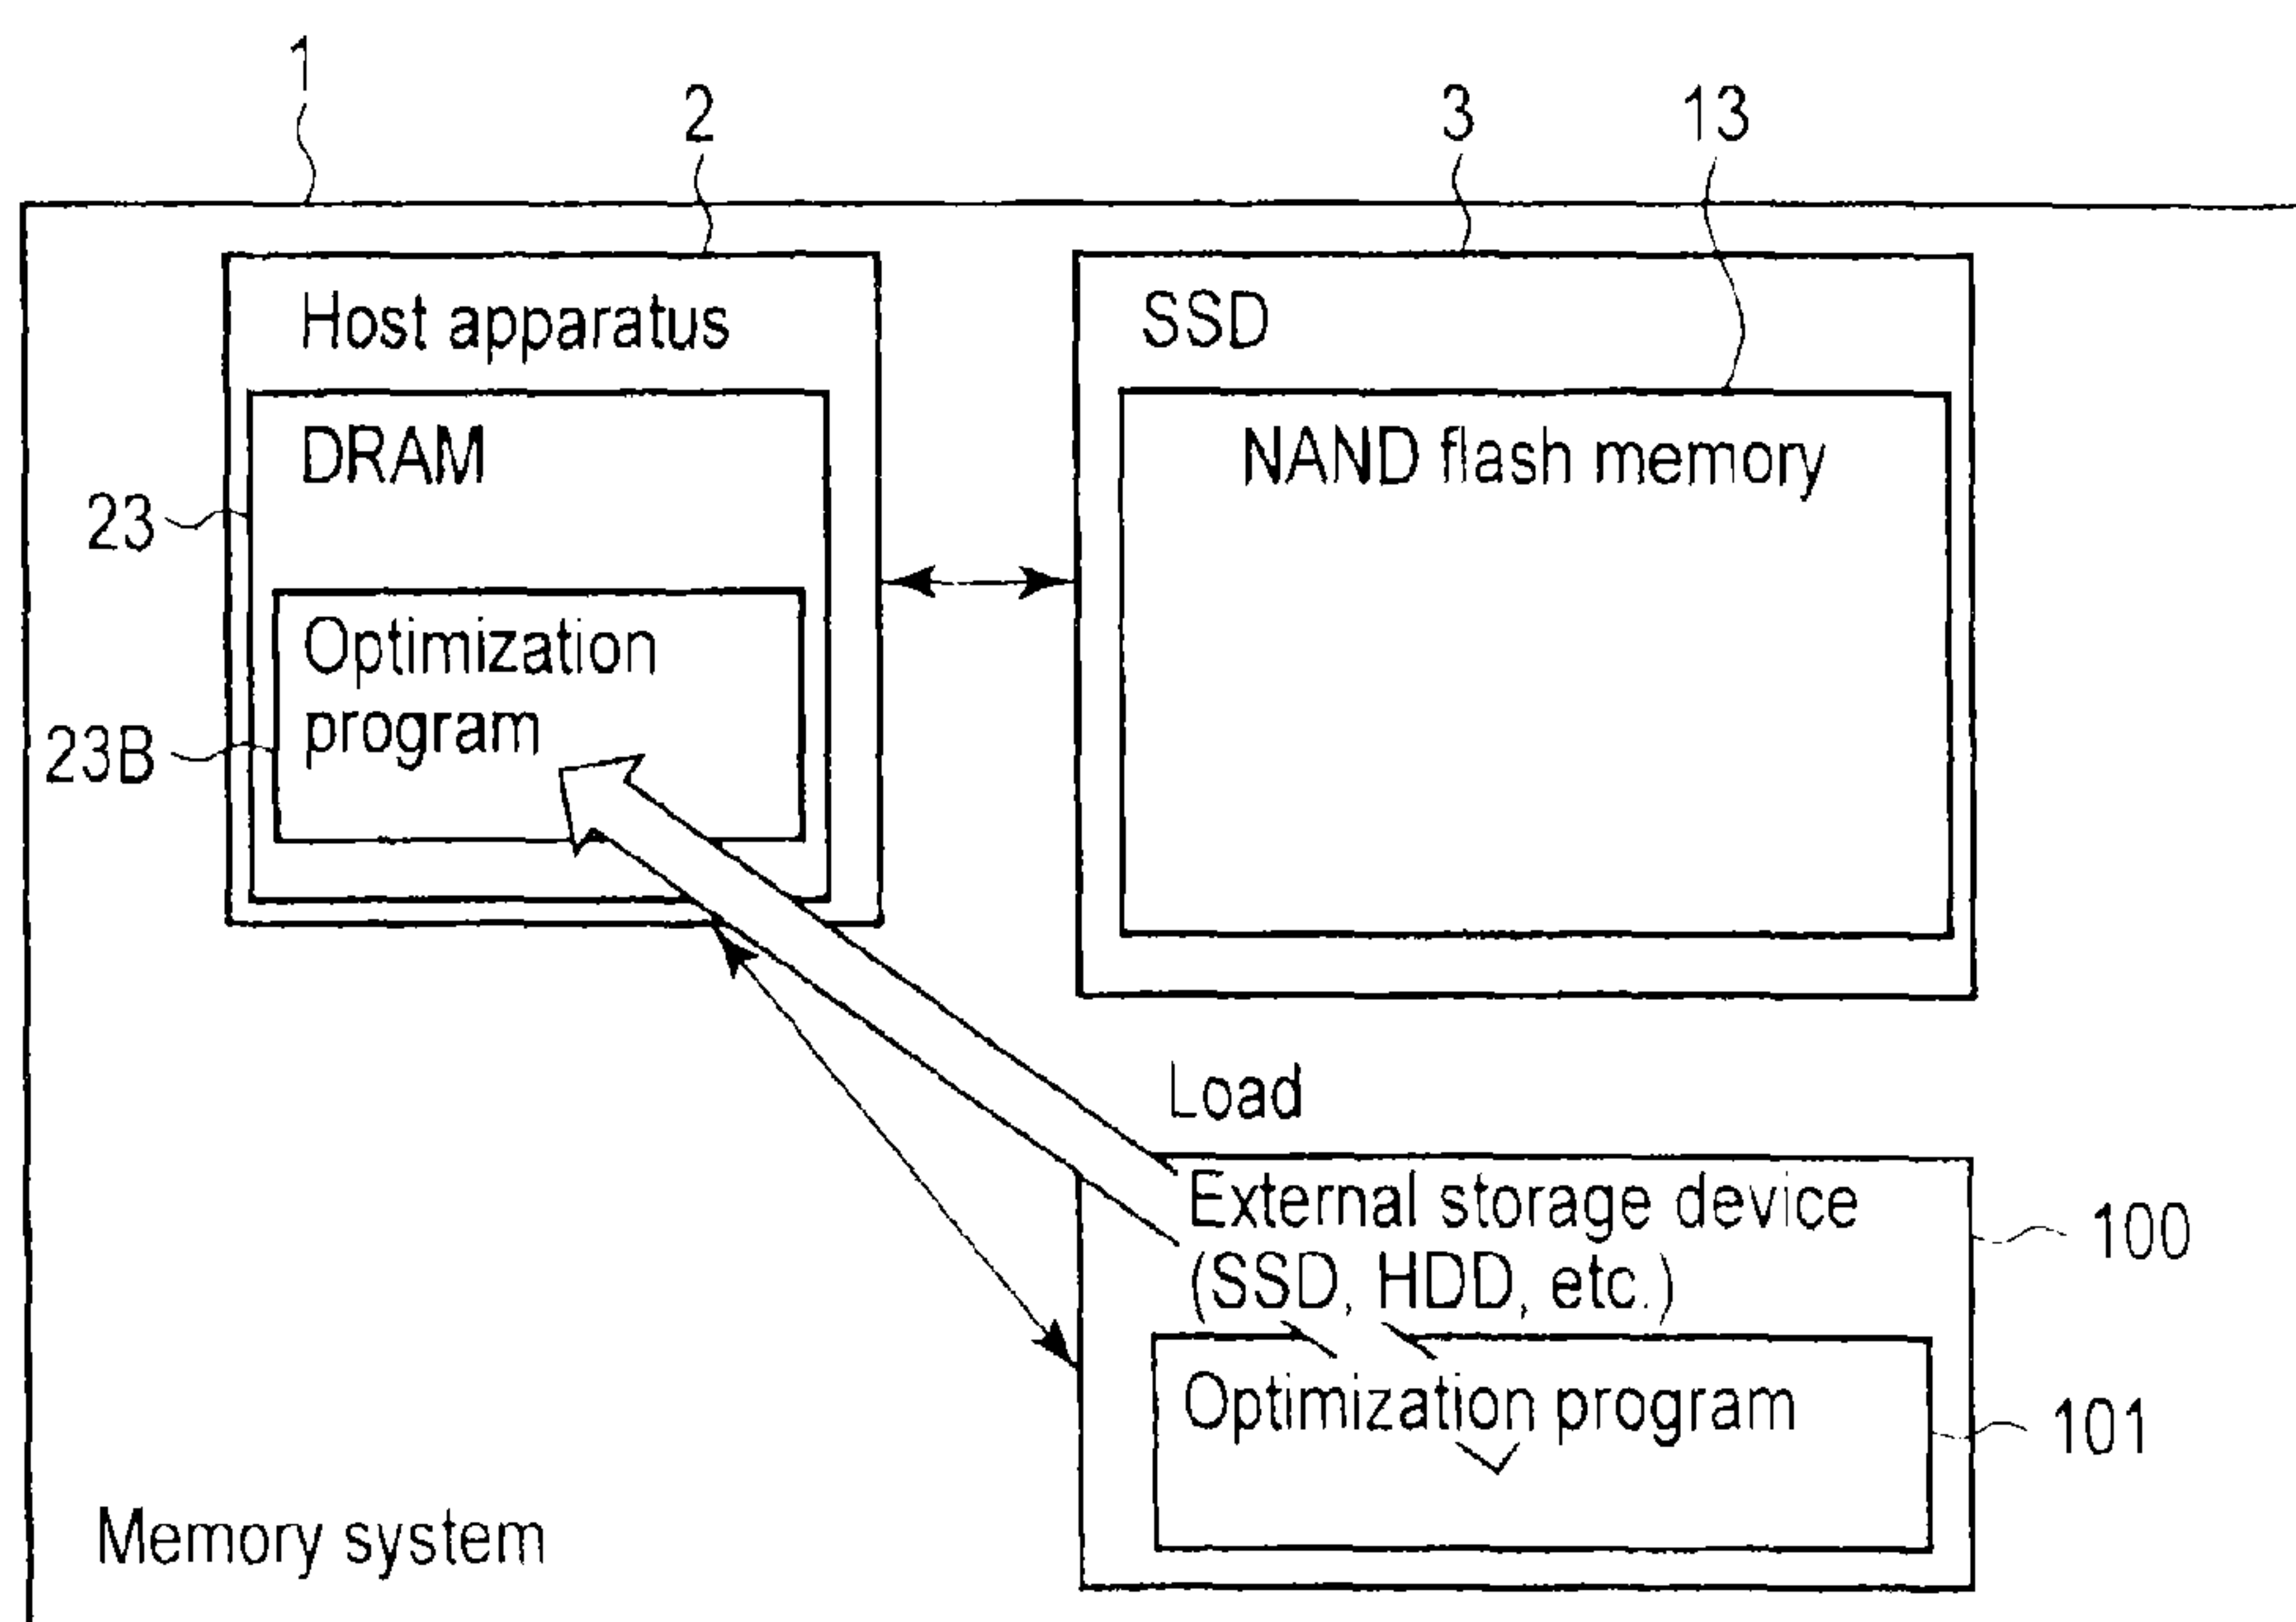 1
2
3
13
Host apparatus
SSD
DRAM
NAND flash memory
23
Optimization
program
23B
Load
External storage device
(SSD, HDD, etc.)
100
Optimization program
101
Memory system